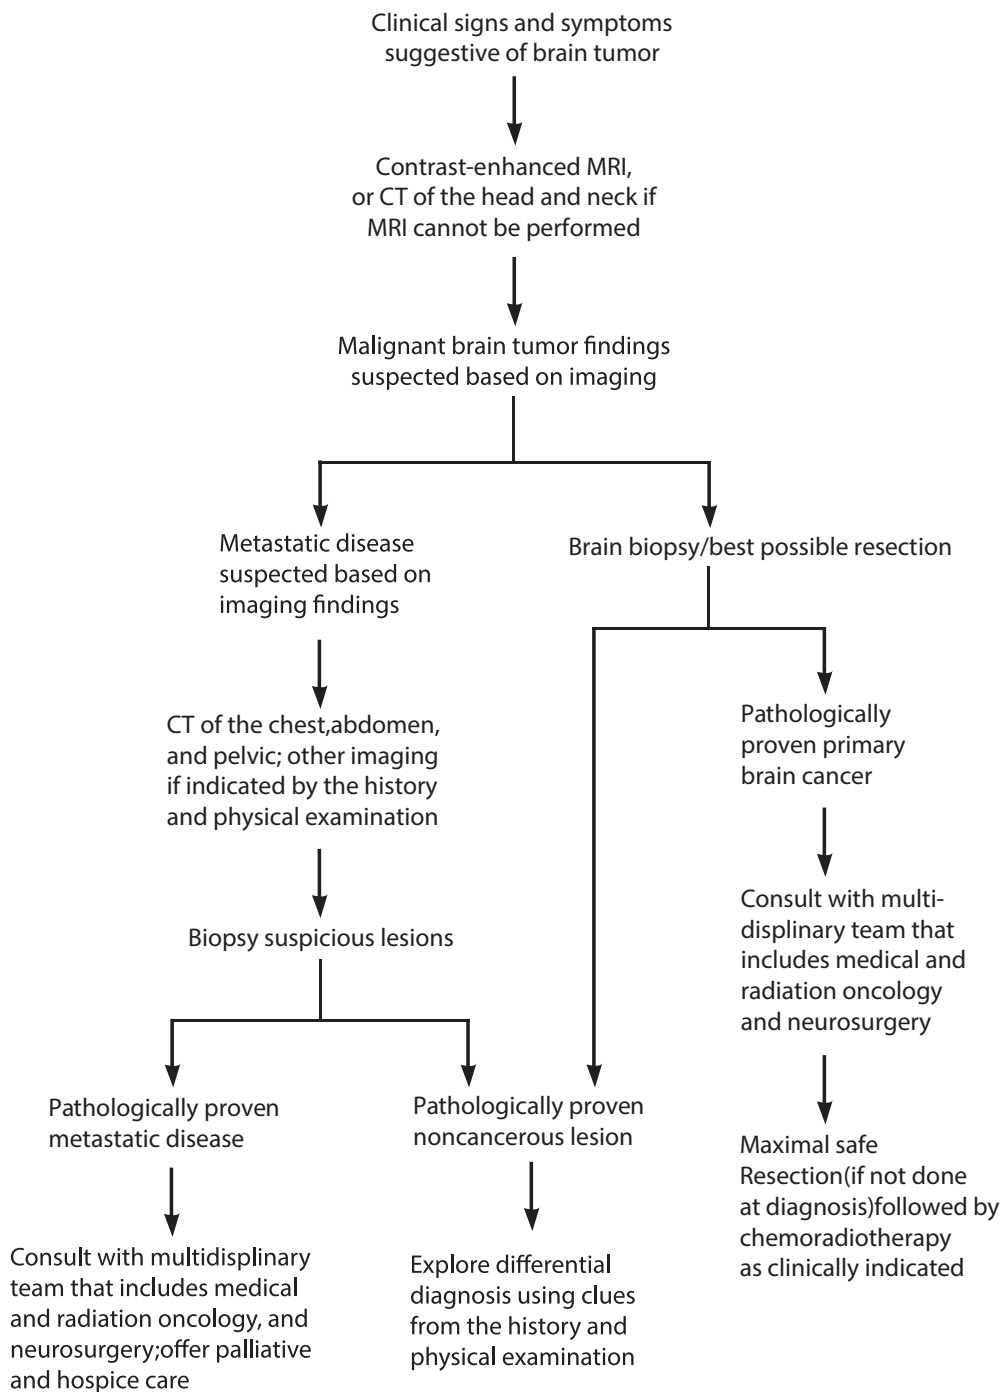 Clinical signs and symptoms
suggestive of brain tumor
Contrast-enhanced MRI,
or CT of the head and neck if
MRI cannot be performed
Malignant brain tumor findings
suspected based on imaging
Metastatic disease
suspected based on
imaging findings
Brain biopsy/best possible resection
CT of the chest,abdomen,
and pelvic; other imaging
if indicated by the history
and physical examination
Pathologically
proven primary
brain cancer
Biopsy suspicious lesions
Consult with multi-
displinary team that
includes medical and
radiation oncology
and neurosurgery
Pathologically proven
metastatic disease
Pathologically proven
noncancerous lesion
Maximal safe
Resection(if not done
at diagnosis)followed by
chemoradiotherapy
as clinically indicated
Consult with multidisplinary
team that includes medical
and radiation oncology, and
neurosurgery;offer palliative
and hospice care
Explore differential
diagnosis using clues
from the history and
physical examination